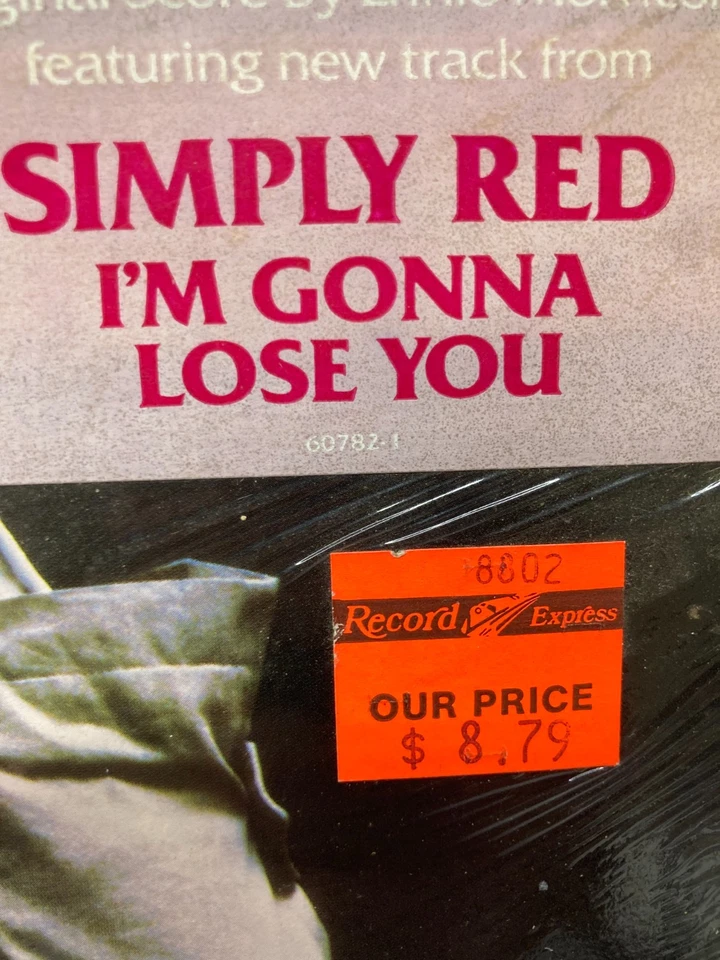 featuring new track from
SIMPLY RED
I'M GONNA
LOSE YOU
60782-1
8802
Record Express
OUR PRICE
$ 8.79